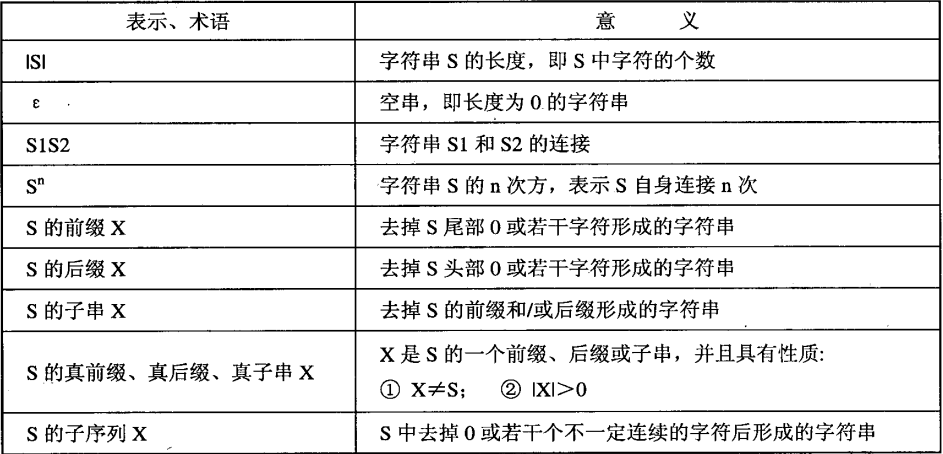 表示、术语 意 义
|S| 字符串 S 的长度，即 S 中字符的个数
ε 空串，即长度为 0 的字符串
S1S2 字符串 S1 和 S2 的连接
Sⁿ 字符串 S 的 n 次方，表示 S 自身连接 n 次
S 的前缀 X 去掉 S 尾部 0 或若干字符形成的字符串
S 的后缀 X 去掉 S 头部 0 或若干字符形成的字符串
S 的子串 X 去掉 S 的前缀和/或后缀形成的字符串
S 的真前缀、真后缀、真子串 X X 是 S 的一个前缀、后缀或子串，并且具有性质:
① X≠S； ② |X|>0
S 的子序列 X S 中去掉 0 或若干个不一定连续的字符后形成的字符串